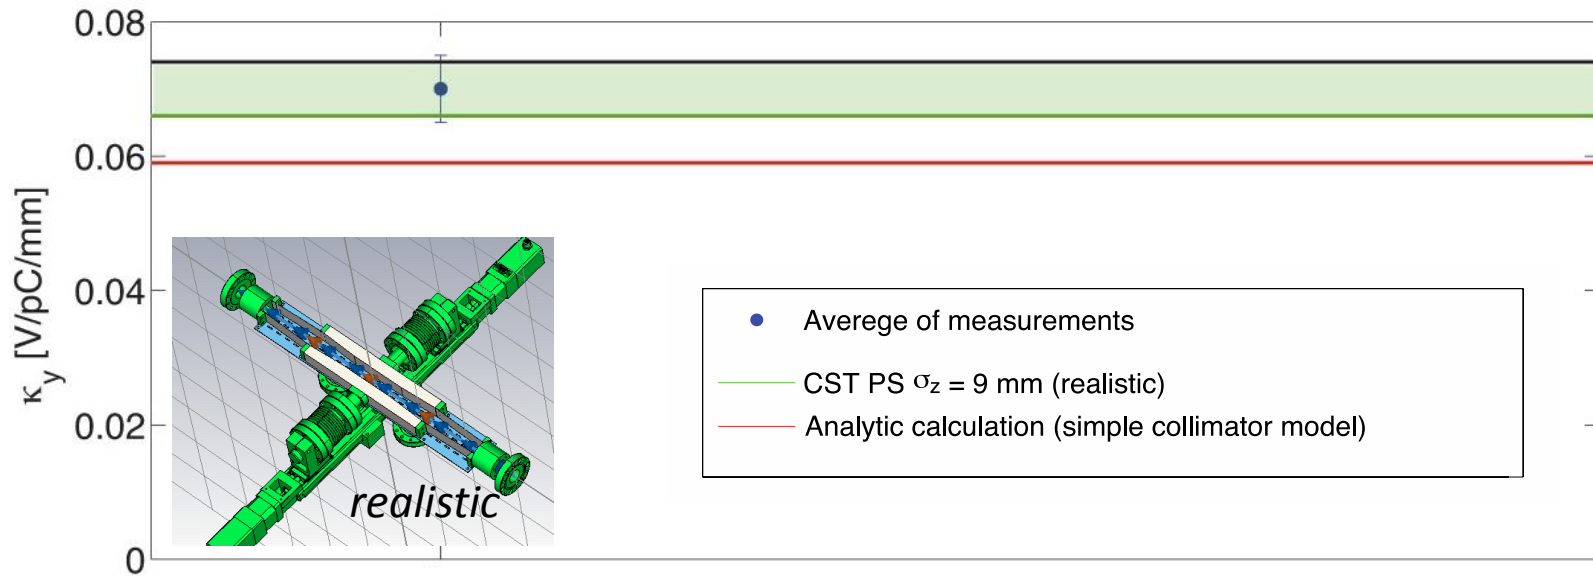 0.08
0.06
0.04
0.02
0
κy [V/pC/mm]
realistic
Averege of measurements
CST PS σz = 9 mm (realistic)
Analytic calculation (simple collimator model)